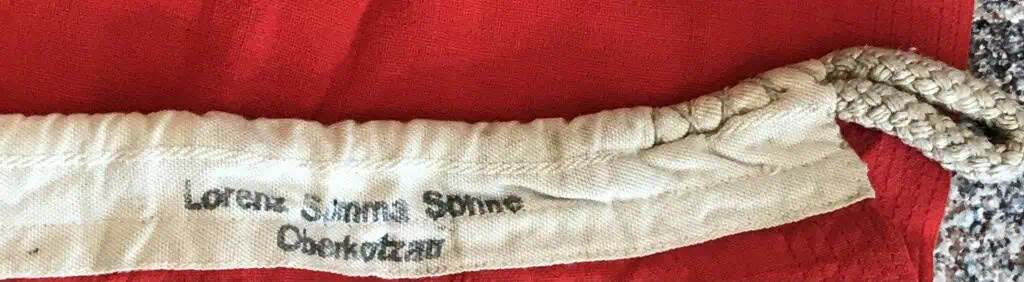 Lorenz Summa Söhne
Oberkotzau